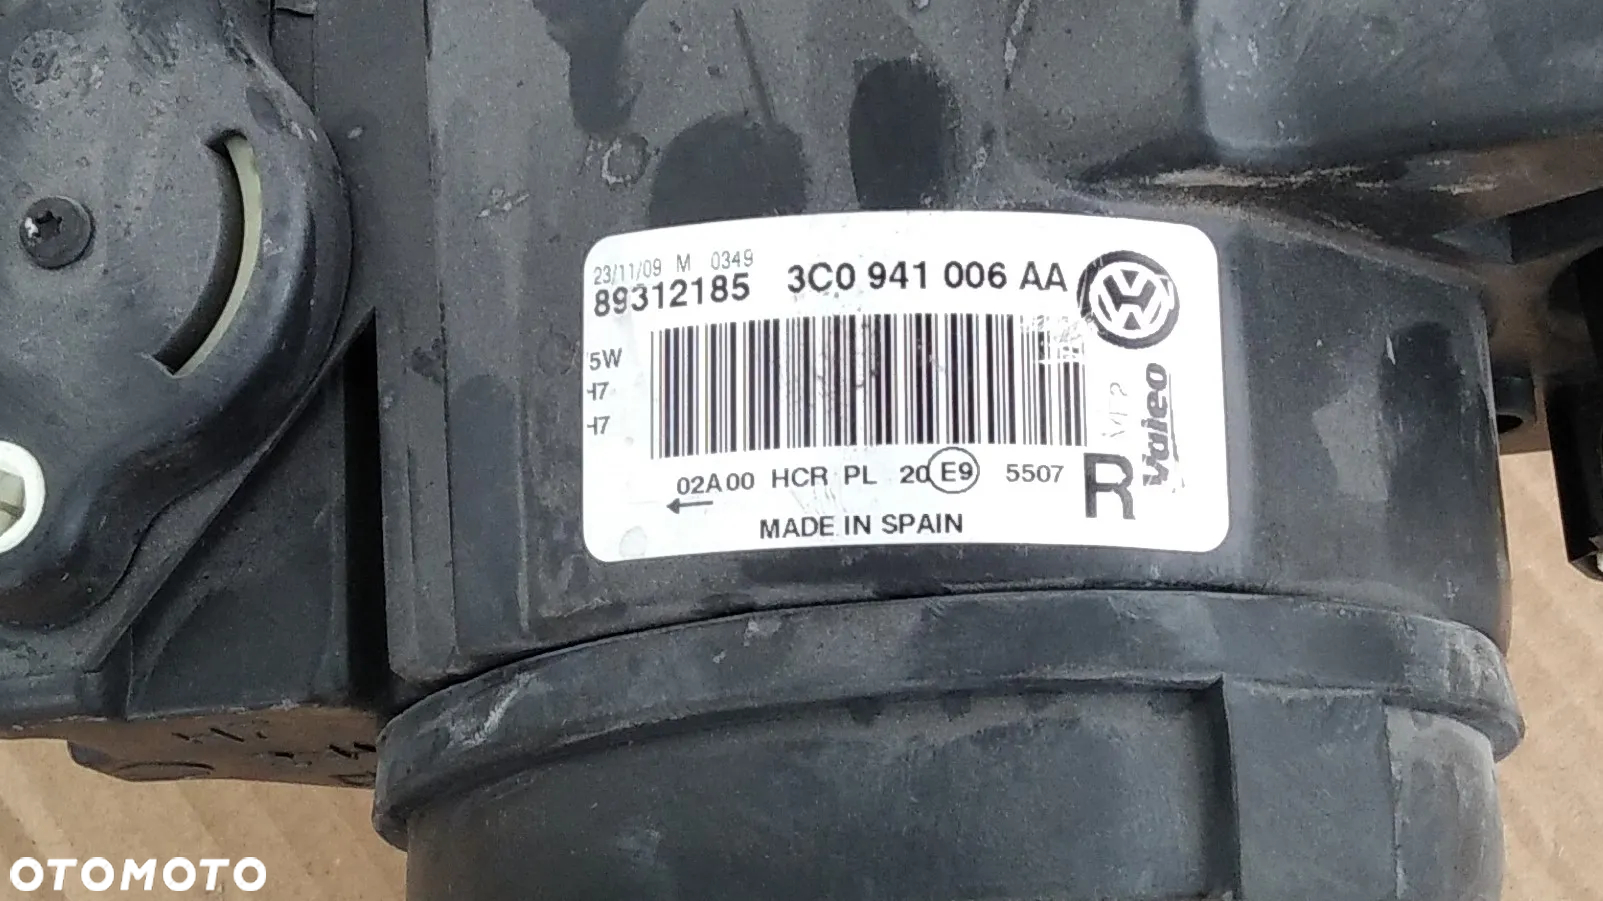 23/11/09 M 0349
89312185 3C0 941 006 AA
5W
H7
H7
VLP
Valeo
02A00 HCR PL 20 E9 5507 R
MADE IN SPAIN
OTOMOTO